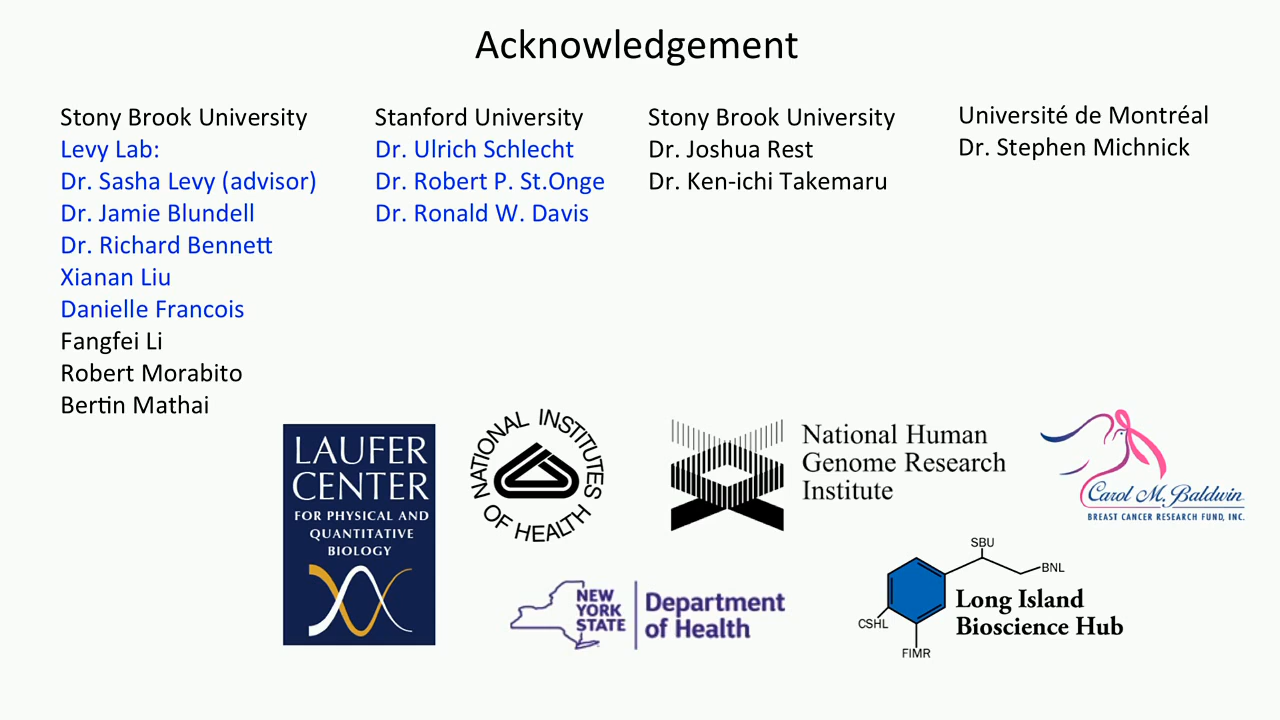 Acknowledgement
Stony Brook University
Levy Lab:
Dr. Sasha Levy (advisor)
Dr. Jamie Blundell
Dr. Richard Bennett
Xianan Liu
Danielle Francois
Fangfei Li
Robert Morabito
Bertin Mathai
Stanford University
Dr. Ulrich Schlecht
Dr. Robert P. St.Onge
Dr. Ronald W. Davis
Stony Brook University
Dr. Joshua Rest
Dr. Ken-ichi Takemaru
Université de Montréal
Dr. Stephen Michnick
LAUFER
CENTER
FOR PHYSICAL AND
QUANTITATIVE
BIOLOGY
NATIONAL INSTITUTES
OF HEALTH
National Human
Genome Research
Institute
Carol M. Baldwin
BREAST CANCER RESEARCH FUND, INC.
NEW
YORK
STATE
Department
of Health
SBU
BNL
CSHL
FIMR
Long Island
Bioscience Hub